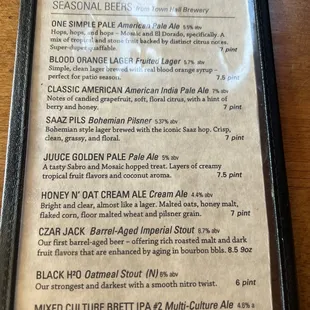 SEASONAL BEERS from Town Hall Brewery
ONE SIMPLE PALE American Pale Ale 5.9% abv
Hops, hops, and hops – Mosaic and El Dorado, specifically. A
mix of tropical and stone fruit backed by distinct citrus notes.
Super-duper quaffable. 7 pint
BLOOD ORANGE LAGER Fruited Lager 5.7% abv
Simple, clean lager brewed with real blood orange syrup –
perfect for patio season. 7.5 pint
CLASSIC AMERICAN American India Pale Ale 7% abv
Notes of candied grapefruit, soft, floral citrus, with a hint of
berry and honey. 7 pint
SAAZ PILS Bohemian Pilsner 5.37% abv
Bohemian style lager brewed with the iconic Saaz hop. Crisp,
clean, grassy, and floral. 7 pint
JUUCE GOLDEN PALE Pale Ale 5% abv
A tasty Sabro and Mosaic hopped treat. Layers of creamy
tropical fruit flavors and coconut aroma. 7.5 pint
HONEY N' OAT CREAM ALE Cream Ale 4.4% abv
Bright and clear, almost like a lager. Malted oats, honey malt,
flaked corn, floor malted wheat and pilsner grain. 7 pint
CZAR JACK Barrel-Aged Imperial Stout 8.7% abv
Our first barrel-aged beer – offering rich roasted malt and dark
fruit flavors that are enhanced by aging in bourbon bbls. 8.5 9oz
BLACK H2O Oatmeal Stout (N) 8% abv
Our strongest and darkest with a smooth nitro texture. 6 pint
MIXED CULTURE BRETT IPA #2 Multi-Culture Ale